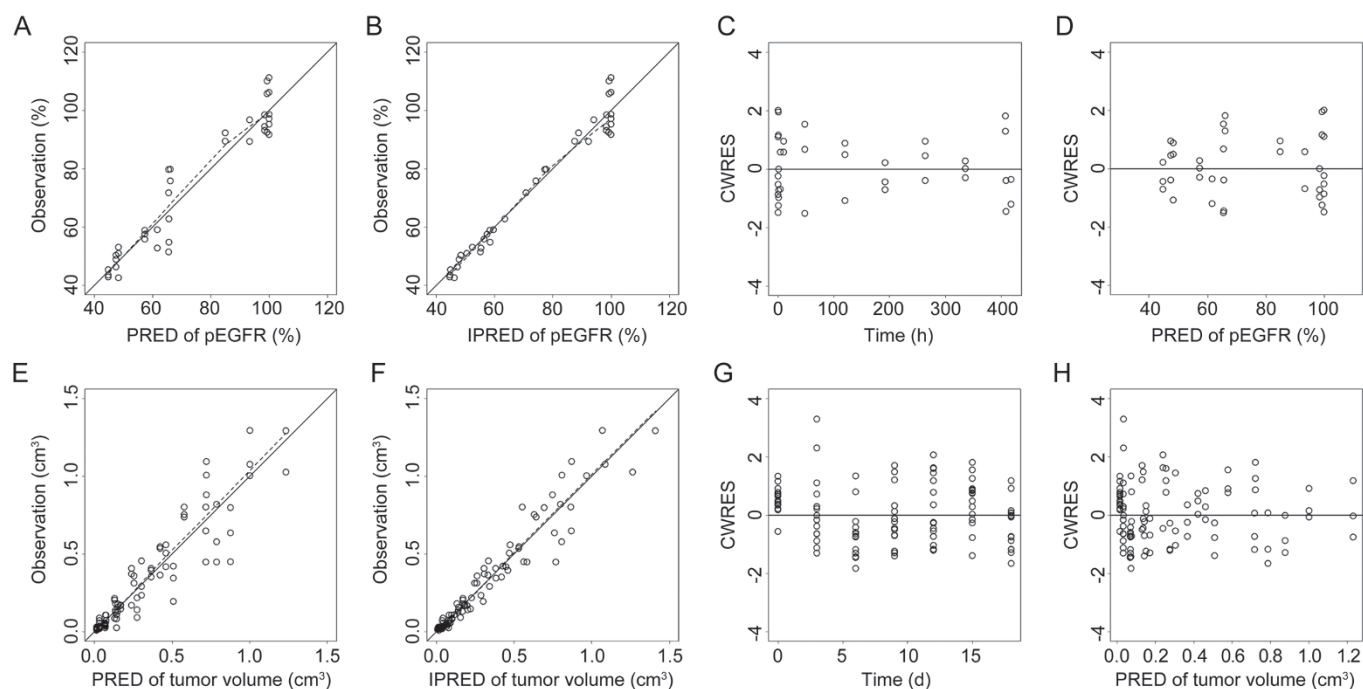 A
B
C
D
120
100
80
60
40
Observation (%)
40 60 80 100 120
PRED of pEGFR (%)
120
100
80
60
40
Observation (%)
40 60 80 100 120
IPRED of pEGFR (%)
4
2
0
-2
-4
CWRES
0 100 200 300 400
Time (h)
4
2
0
-2
-4
CWRES
40 60 80 100
PRED of pEGFR (%)
E
F
G
H
1.5
1.0
0.5
0.0
Observation (cm³)
0.0 0.5 1.0 1.5
PRED of tumor volume (cm³)
1.5
1.0
0.5
0.0
Observation (cm³)
0.0 0.5 1.0 1.5
IPRED of tumor volume (cm³)
4
2
0
-2
-4
CWRES
0 5 10 15
Time (d)
4
2
0
-2
-4
CWRES
0.0 0.2 0.4 0.6 0.8 1.0 1.2
PRED of tumor volume (cm³)